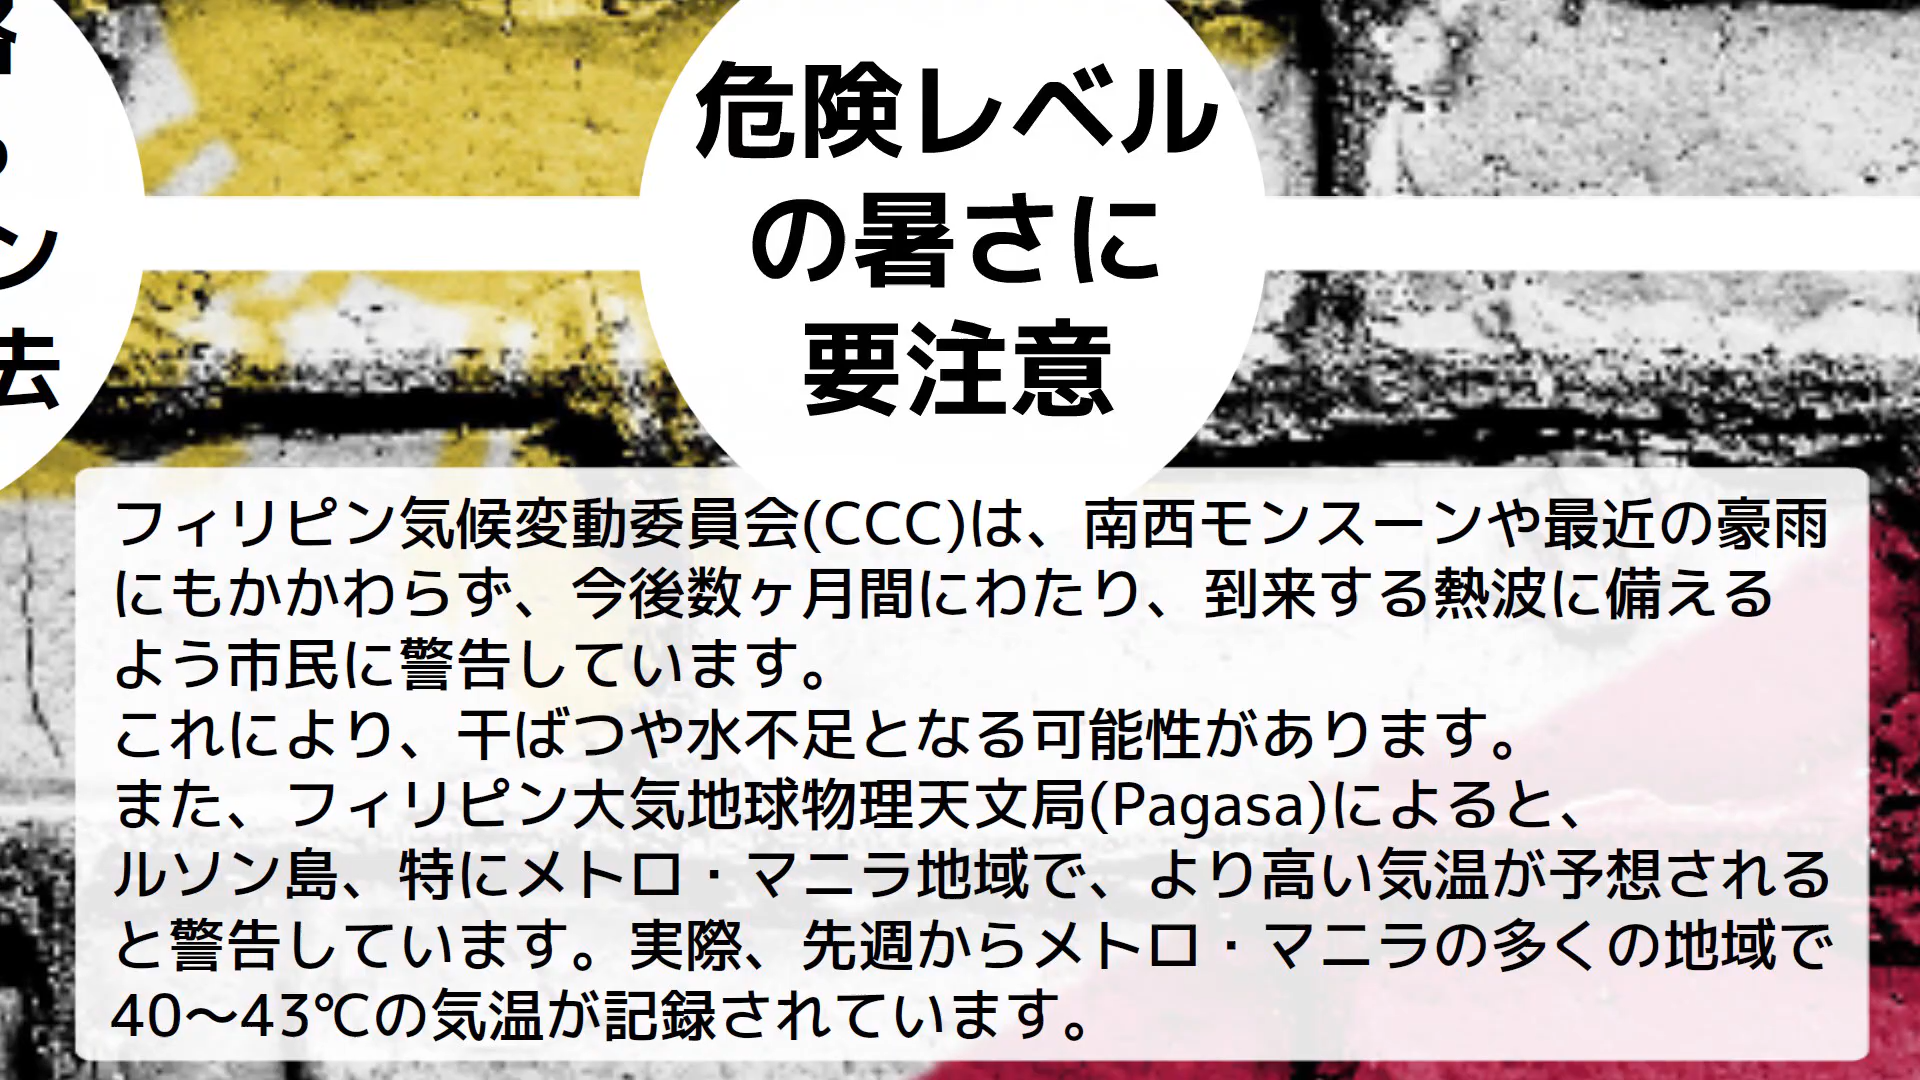 危険レベル
の暑さに
要注意
ン
去
フィリピン気候変動委員会(CCC)は、南西モンスーンや最近の豪雨
にもかかわらず、今後数ヶ月間にわたり、到来する熱波に備える
よう市民に警告しています。
これにより、干ばつや水不足となる可能性があります。
また、フィリピン大気地球物理天文局(Pagasa)によると、
ルソン島、特にメトロ・マニラ地域で、より高い気温が予想される
と警告しています。実際、先週からメトロ・マニラの多くの地域で
40〜43℃の気温が記録されています。